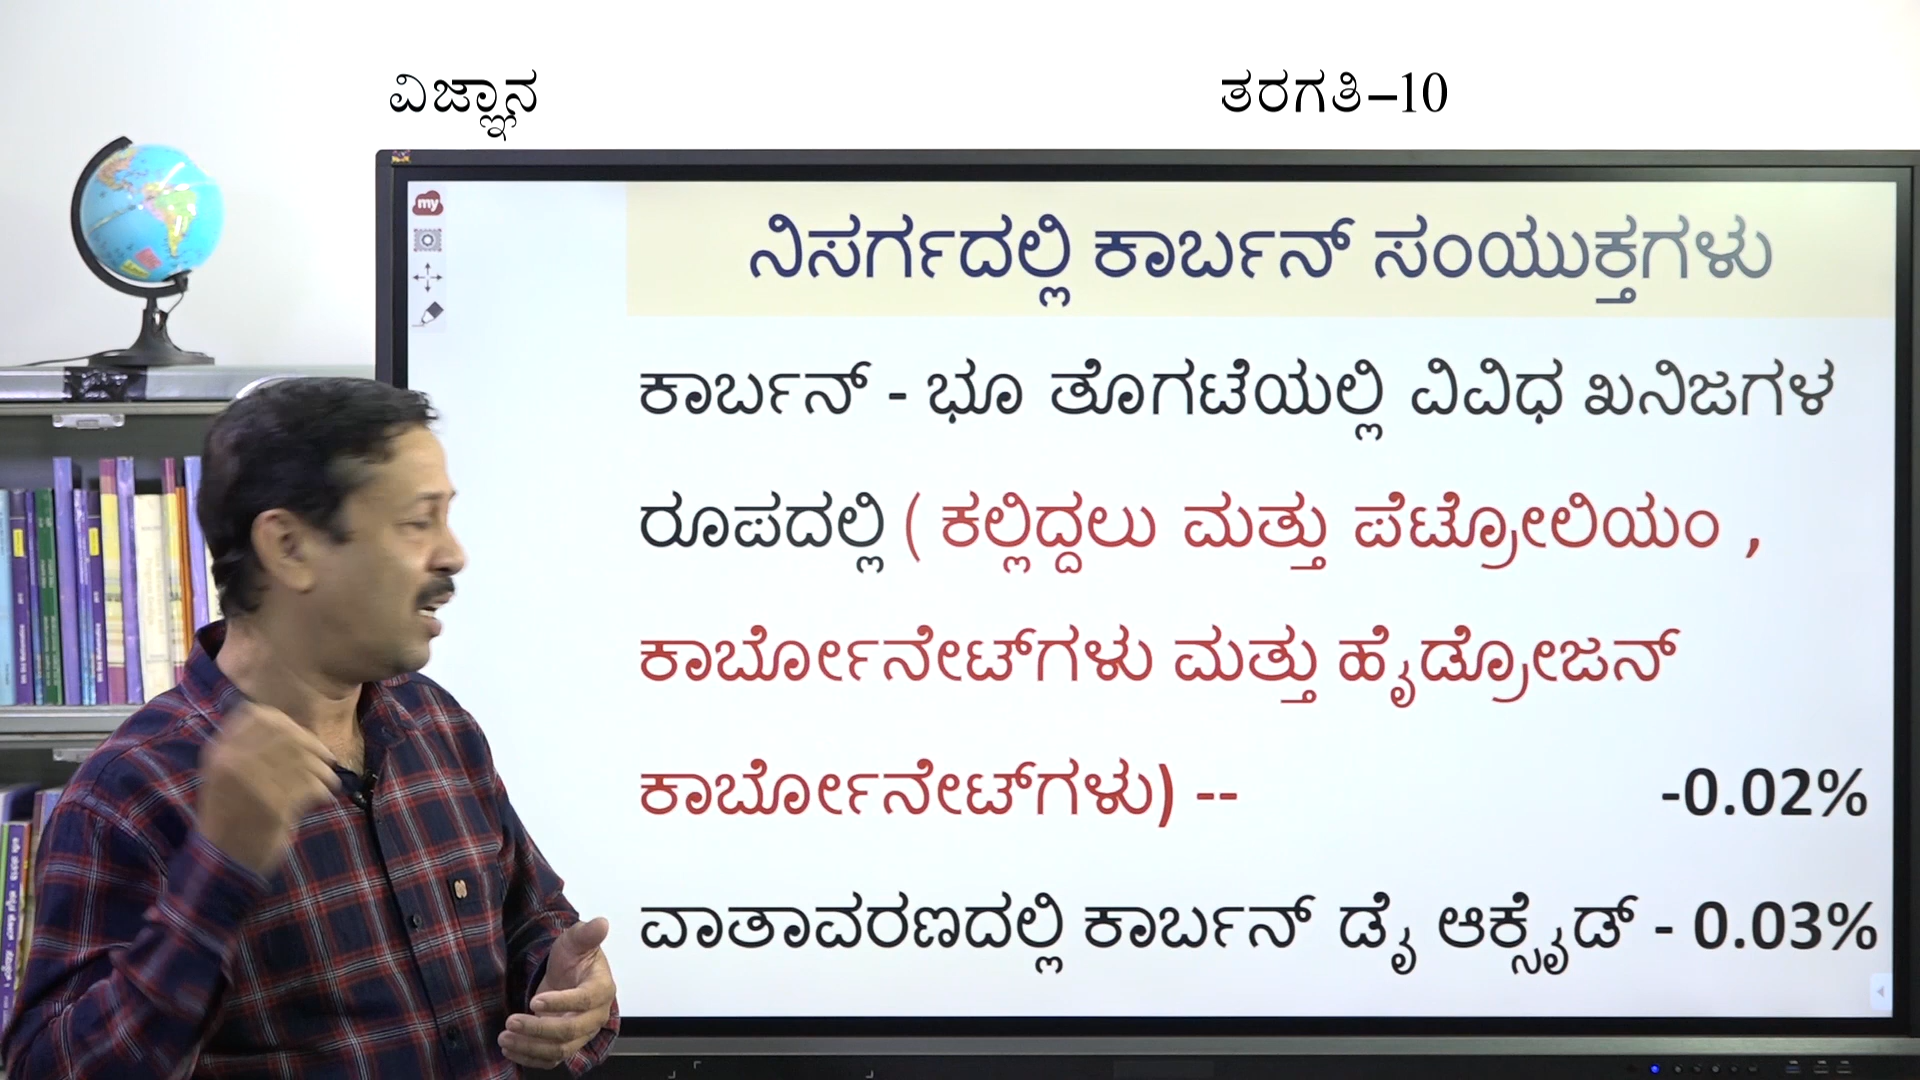 ವಿಜ್ಞಾನ ತರಗತಿ–10
my
ನಿಸರ್ಗದಲ್ಲಿ ಕಾರ್ಬನ್ ಸಂಯುಕ್ತಗಳು
ಕಾರ್ಬನ್ - ಭೂ ತೊಗಟೆಯಲ್ಲಿ ವಿವಿಧ ಖನಿಜಗಳ
ರೂಪದಲ್ಲಿ ( ಕಲ್ಲಿದ್ದಲು ಮತ್ತು ಪೆಟ್ರೋಲಿಯಂ ,
ಕಾರ್ಬೋನೇಟ್‌ಗಳು ಮತ್ತು ಹೈಡ್ರೋಜನ್
ಕಾರ್ಬೋನೇಟ್‌ಗಳು) -- -0.02%
ವಾತಾವರಣದಲ್ಲಿ ಕಾರ್ಬನ್ ಡೈ ಆಕ್ಸೈಡ್ - 0.03%